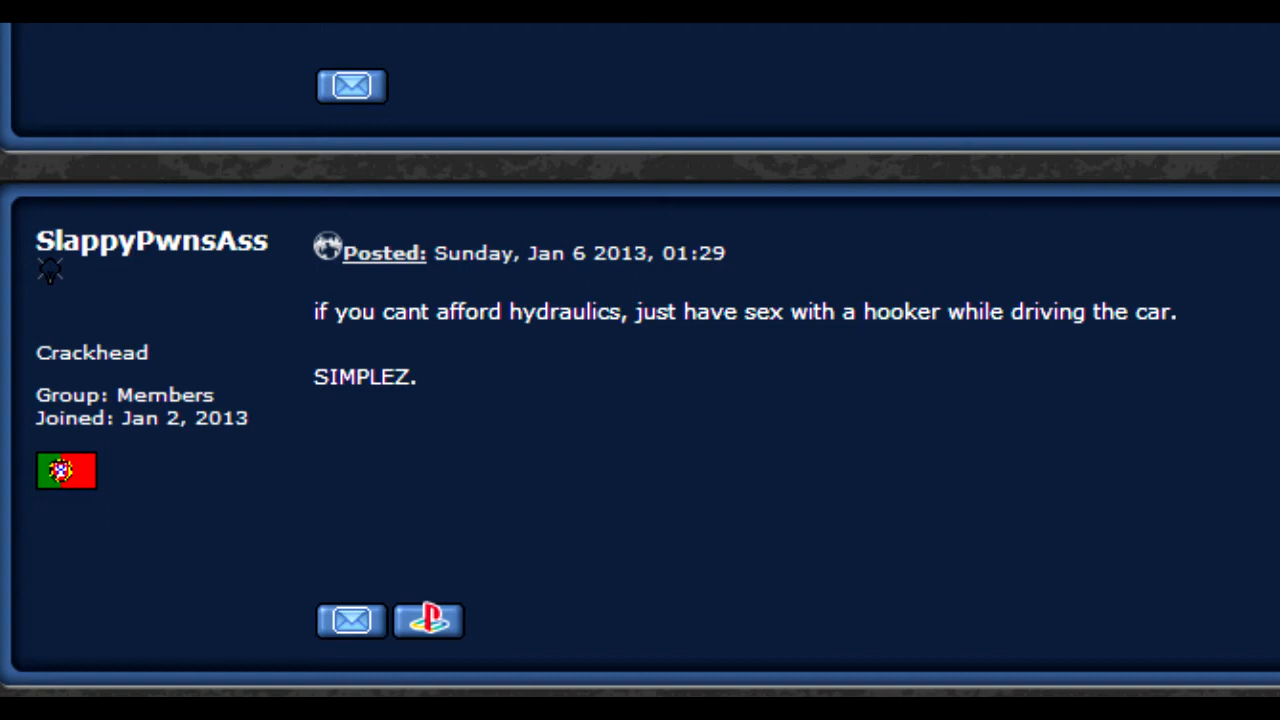 SlappyPwnsAss
Posted: Sunday, Jan 6 2013, 01:29
if you cant afford hydraulics, just have sex with a hooker while driving the car.
SIMPLEZ.
Crackhead
Group: Members
Joined: Jan 2, 2013